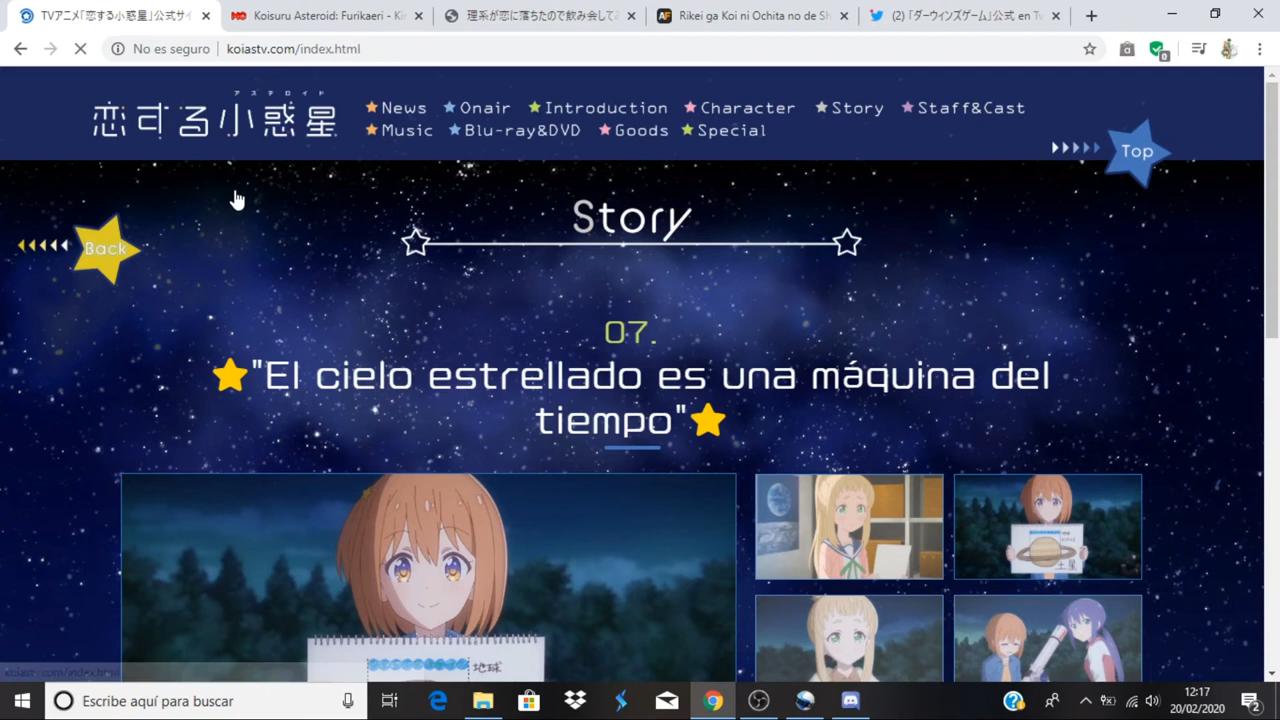 TVアニメ「恋する小惑星」公式サイ
Koisuru Asteroid: Furikaeri - Ki
理系が恋に落ちたので飲み会して
Rikei ga Koi ni Ochita no de Sh
(2) 「ダーウィンズゲーム」公式 en Tw
No es seguro
koiastv.com/index.html
アステロイド
恋する小惑星
News Onair Introduction Character Story Staff&Cast
Music Blu-ray&DVD Goods Special
Top
Back
Story
07.
"El cielo estrellado es una máquina del
tiempo"
土星
地球
koiastv.com/index.html
Escribe aquí para buscar
12:17
20/02/2020
2